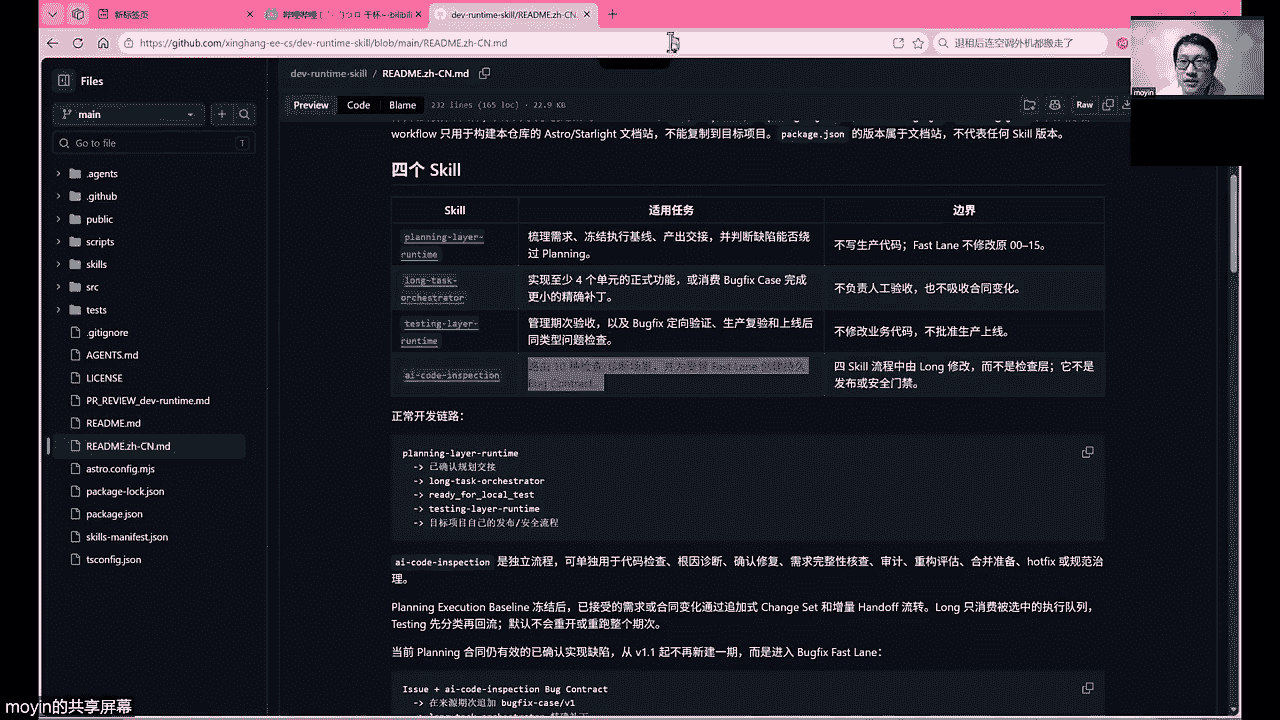 新标签页
dev-runtime-skill/README.zh-CN.
https://github.com/xinghang-ee-cs/dev-runtime-skill/blob/main/README.zh-CN.md
退租后连空调外机都搬走了
moyin
Files
main
Go to file
T
.agents
.github
public
scripts
skills
src
tests
.gitignore
AGENTS.md
LICENSE
PR_REVIEW_dev-runtime.md
README.md
README.zh-CN.md
astro.config.mjs
package-lock.json
package.json
skills-manifest.json
tsconfig.json
dev-runtime-skill / README.zh-CN.md
Preview Code Blame 232 lines (165 loc) · 22.9 KB
Raw
workflow 只用于构建本仓库的 Astro/Starlight 文档站，不能复制到目标项目。 package.json 的版本属于文档站，不代表任何 Skill 版本。
四个 Skill
Skill 适用任务 边界
planning-layer-runtime 梳理需求、冻结执行基线、产出交接，并判断缺陷能否绕过 Planning。 不写生产代码；Fast Lane 不修改原 00–15。
long-task-orchestrator 实现至少 4 个单元的正式功能，或消费 Bugfix Case 完成更小的精确补丁。 不负责人工验收，也不吸收合同变化。
testing-layer-runtime 管理期次验收，以及 Bugfix 定向验证、生产复验和上线后同类型问题检查。 不修改业务代码，不批准生产上线。
ai-code-inspection 四 Skill 流程中由 Long 修改，而不是检查层；它不是发布或安全门禁。
正常开发链路：
planning-layer-runtime
-> 已确认规划交接
-> long-task-orchestrator
-> ready_for_local_test
-> testing-layer-runtime
-> 目标项目自己的发布/安全流程
ai-code-inspection 是独立流程，可单独用于代码检查、根因诊断、确认修复、需求完整性核查、审计、重构评估、合并准备、hotfix 或规范治
理。
Planning Execution Baseline 冻结后，已接受的需求或合同变化通过追加式 Change Set 和增量 Handoff 流转。Long 只消费被选中的执行队列，
Testing 先分类再回流；默认不会重开或重跑整个期次。
当前 Planning 合同仍有效的已确认实现缺陷，从 v1.1 起不再新建一期，而是进入 Bugfix Fast Lane：
Issue + ai-code-inspection Bug Contract
-> 在来源期次追加 bugfix-case/v1
moyin的共享屏幕